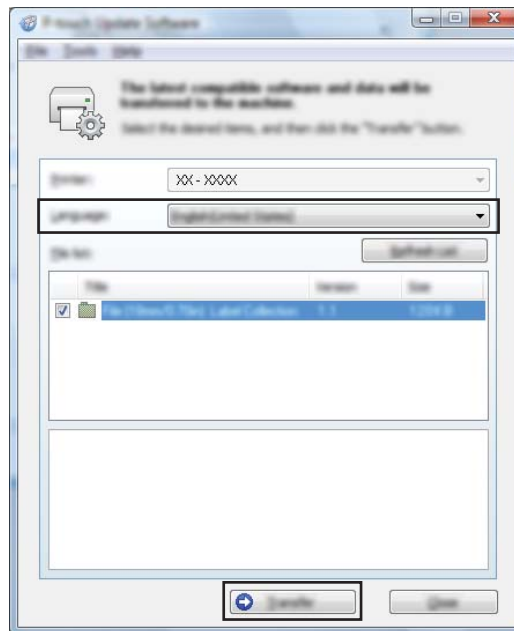 P-touch Update Software
File Tools Help
The latest compatible software and data will be
transferred to the machine.
Select the desired items, and then click the "Transfer" button.
Printer: XX - XXXX
Language: English(United States)
File list: Refresh List
Title Version Size
Label Collection 1.1
Transfer Close